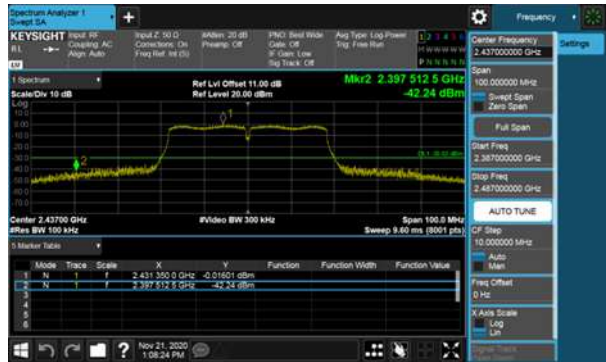 Spectrum Analyzer 1
Swept SA
Frequency
KEYSIGHT
Input: RF
Coupling: AC
Align: Auto
Input Z: 50 Ω
Corrections: On
Freq Ref: Int (S)
#Atten: 20 dB
Preamp: Off
PNO: Best Wide
Gate: Off
IF Gain: Low
Sig Track: Off
Avg Type: Log-Power
Trig: Free Run
1 2 3 4 5 6
M W W W W W
P N N N N N
RL
LW
1 Spectrum
Scale/Div 10 dB
Ref Lvl Offset 11.00 dB
Ref Level 20.00 dBm
Mkr2 2.397 512 5 GHz
-42.24 dBm
Log
10.0
0.00
-10.0
-20.0
-30.0
-40.0
-50.0
-60.0
-70.0
1
2
Center 2.43700 GHz
#Res BW 100 kHz
#Video BW 300 kHz
Span 100.0 MHz
Sweep 9.60 ms (8001 pts)
5 Marker Table
Mode Trace Scale X Y Function Function Width Function Value
1 N 1 f 2.431 350 0 GHz -0.01601 dBm
2 N 1 f 2.397 512 5 GHz -42.24 dBm
3
4
5
6
Nov 21, 2020
1:08:24 PM
Center Frequency
2.437000000 GHz
Settings
Span
100.000000 MHz
Swept Span
Zero Span
Full Span
Start Freq
2.387000000 GHz
Stop Freq
2.487000000 GHz
AUTO TUNE
CF Step
10.000000 MHz
Auto
Man
Freq Offset
0 Hz
X Axis Scale
Log
Lin
Signal Track